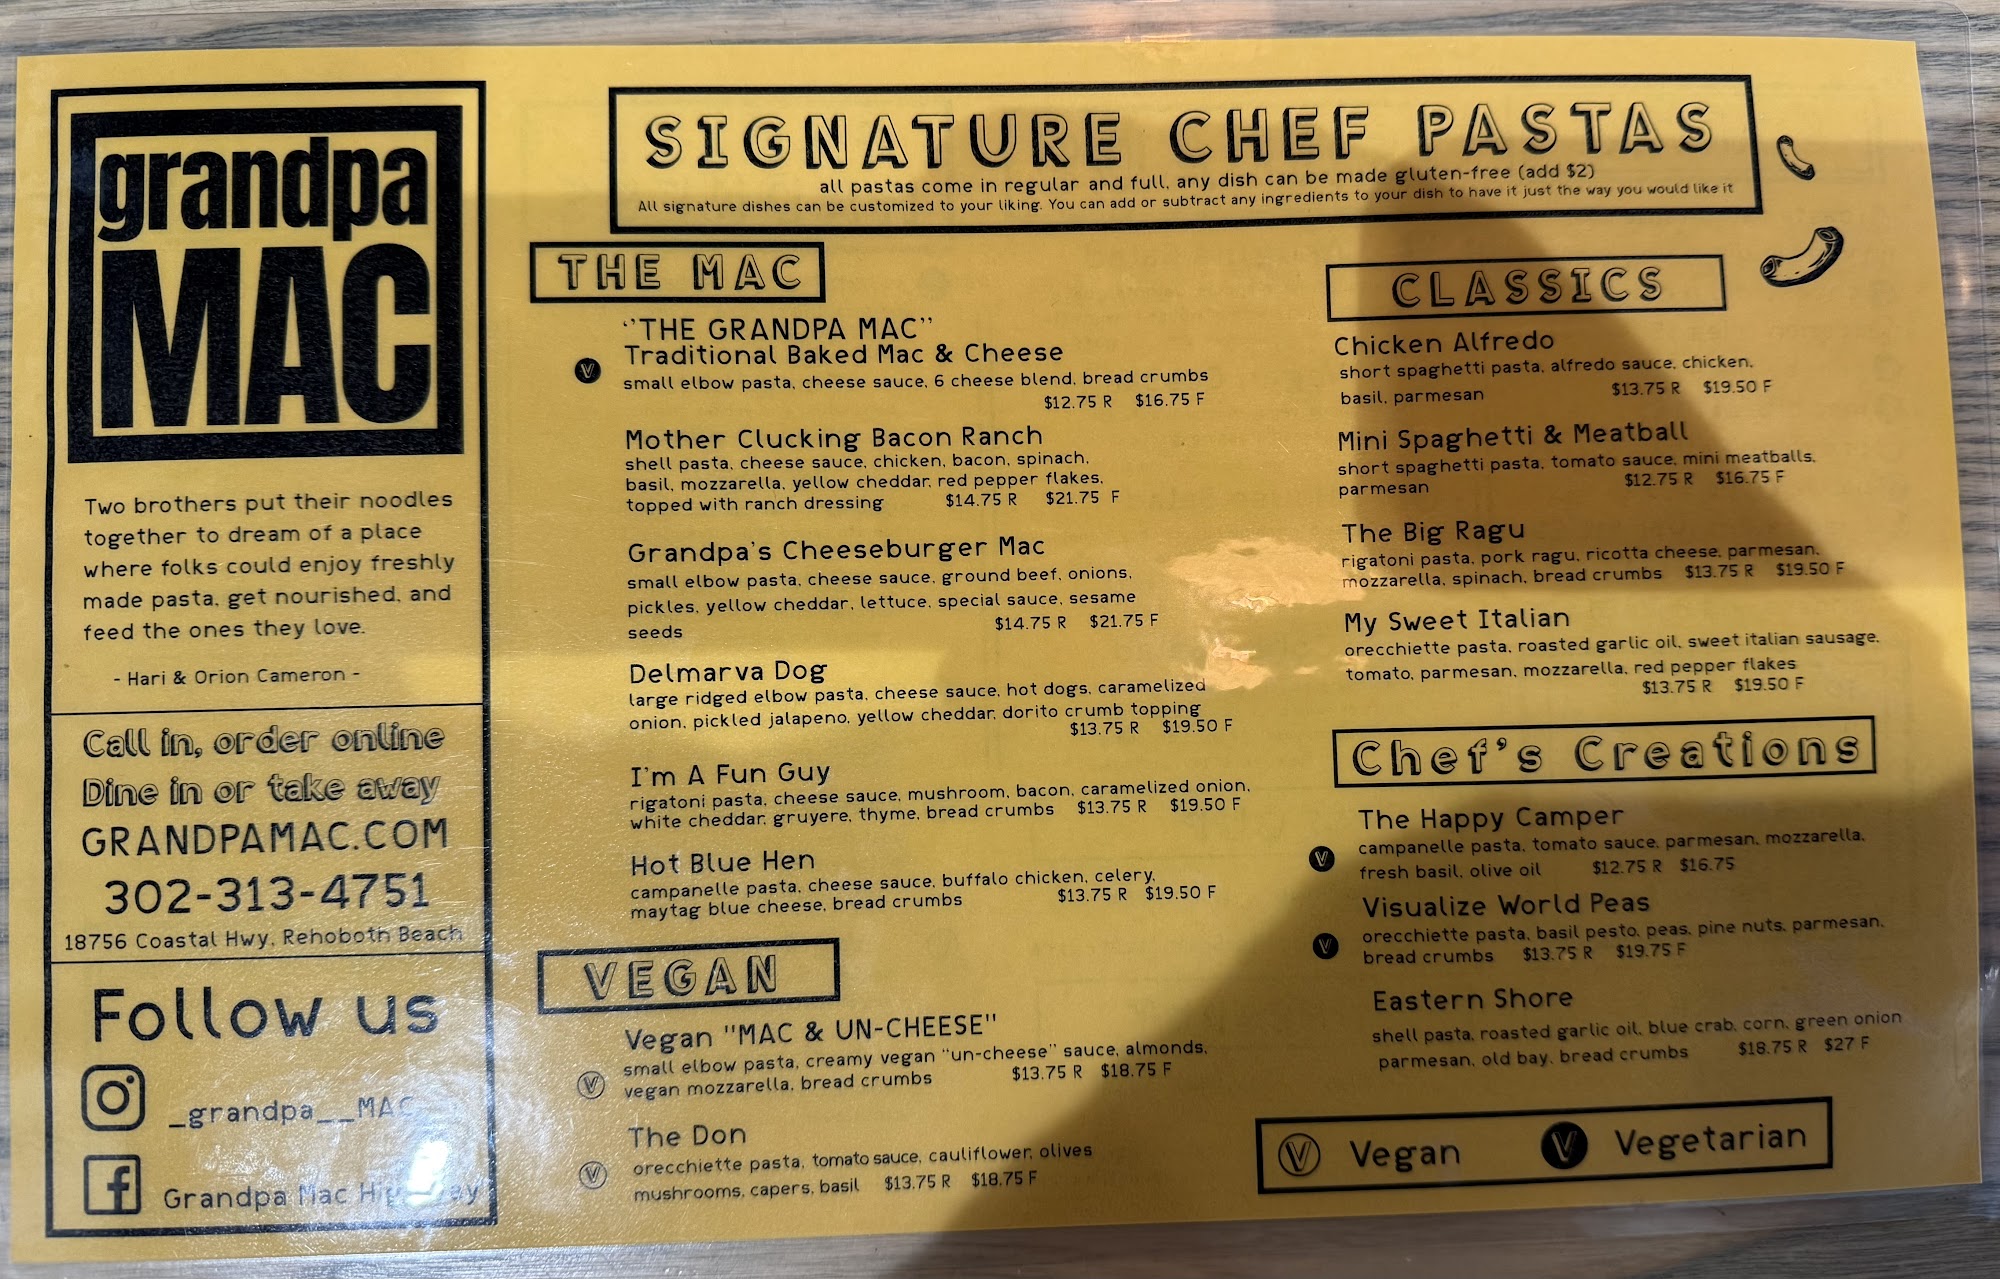 grandpa
MAC
Two brothers put their noodles
together to dream of a place
where folks could enjoy freshly
made pasta, get nourished, and
feed the ones they love.
- Hari & Orion Cameron -
Call in, order online
Dine in or take away
GRANDPAMAC.COM
302-313-4751
18756 Coastal Hwy, Rehoboth Beach
Follow us
_grandpa__MAC
Grandpa Mac
SIGNATURE CHEF PASTAS
all pastas come in regular and full, any dish can be made gluten-free (add $2)
All signature dishes can be customized to your liking. You can add or subtract any ingredients to your dish to have it just the way you would like it
THE MAC
"THE GRANDPA MAC"
Traditional Baked Mac & Cheese
V small elbow pasta, cheese sauce, 6 cheese blend, bread crumbs
$12.75 R $16.75 F
Mother Clucking Bacon Ranch
shell pasta, cheese sauce, chicken, bacon, spinach,
basil, mozzarella, yellow cheddar, red pepper flakes,
topped with ranch dressing $14.75 R $21.75 F
Grandpa's Cheeseburger Mac
small elbow pasta, cheese sauce, ground beef, onions,
pickles, yellow cheddar, lettuce, special sauce, sesame
seeds $14.75 R $21.75 F
Delmarva Dog
large ridged elbow pasta, cheese sauce, hot dogs, caramelized
onion, pickled jalapeno, yellow cheddar, dorito crumb topping
$13.75 R $19.50 F
I'm A Fun Guy
rigatoni pasta, cheese sauce, mushroom, bacon, caramelized onion,
white cheddar, gruyere, thyme, bread crumbs $13.75 R $19.50 F
Hot Blue Hen
campanelle pasta, cheese sauce, buffalo chicken, celery,
maytag blue cheese, bread crumbs $13.75 R $19.50 F
VEGAN
Vegan "MAC & UN-CHEESE"
small elbow pasta, creamy vegan "un-cheese" sauce, almonds,
V vegan mozzarella, bread crumbs $13.75 R $18.75 F
The Don
orecchiette pasta, tomato sauce, cauliflower, olives
V mushrooms, capers, basil $13.75 R $18.75 F
CLASSICS
Chicken Alfredo
short spaghetti pasta, alfredo sauce, chicken,
basil, parmesan $13.75 R $19.50 F
Mini Spaghetti & Meatball
short spaghetti pasta, tomato sauce, mini meatballs,
parmesan $12.75 R $16.75 F
The Big Ragu
rigatoni pasta, pork ragu, ricotta cheese, parmesan,
mozzarella, spinach, bread crumbs $13.75 R $19.50 F
My Sweet Italian
orecchiette pasta, roasted garlic oil, sweet italian sausage,
tomato, parmesan, mozzarella, red pepper flakes
$13.75 R $19.50 F
Chef's Creations
The Happy Camper
V campanelle pasta, tomato sauce, parmesan, mozzarella,
fresh basil, olive oil $12.75 R $16.75
Visualize World Peas
V orecchiette pasta, basil pesto, peas, pine nuts, parmesan,
bread crumbs $13.75 R $19.75 F
Eastern Shore
shell pasta, roasted garlic oil, blue crab, corn, green onion
parmesan, old bay, bread crumbs $18.75 R $27 F
V Vegan V Vegetarian